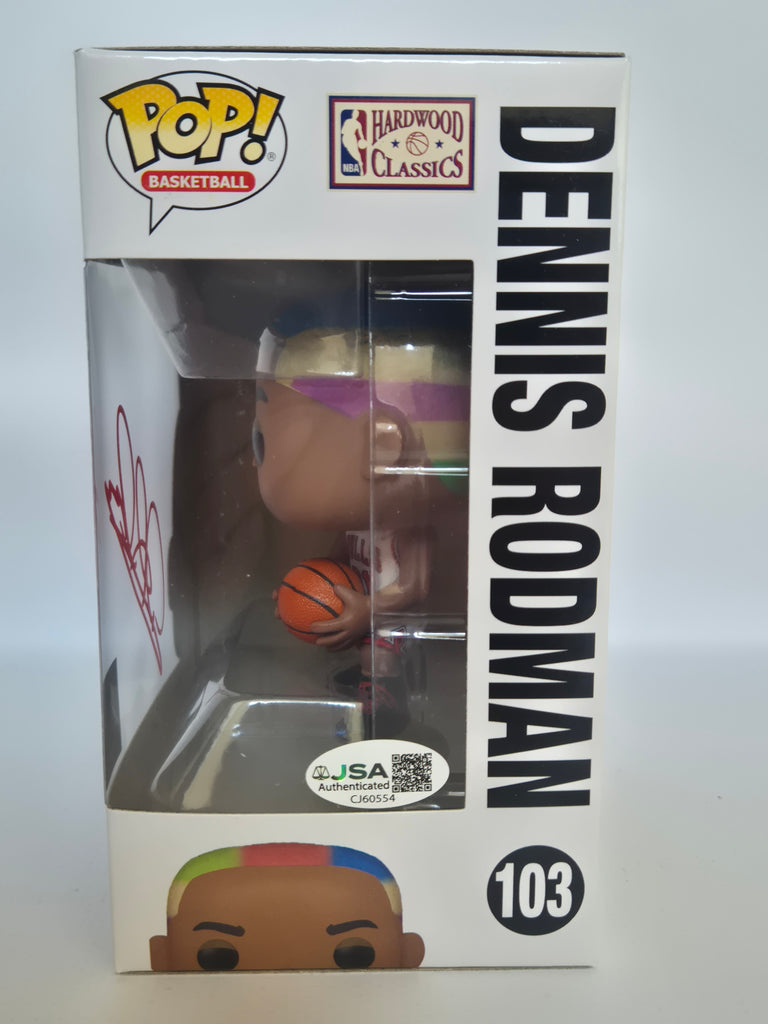 POP!
®
BASKETBALL
NBA
HARDWOOD
CLASSICS
DENNIS RODMAN
JSA
Authenticated
CJ60554
103